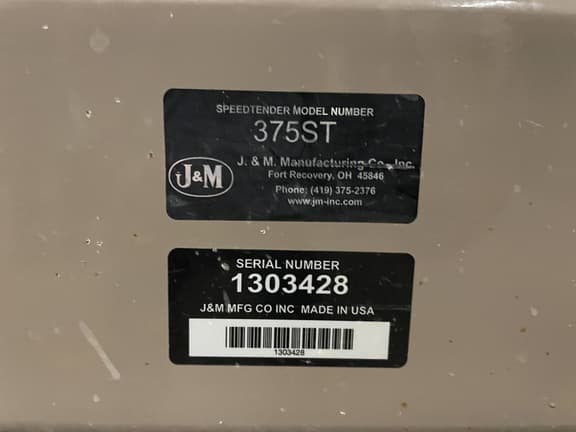 SPEEDTENDER MODEL NUMBER
375ST
J&M
J. & M. Manufacturing Co., Inc.
Fort Recovery, OH 45846
Phone: (419) 375-2376
www.jm-inc.com
SERIAL NUMBER
1303428
J&M MFG CO INC MADE IN USA
1303428